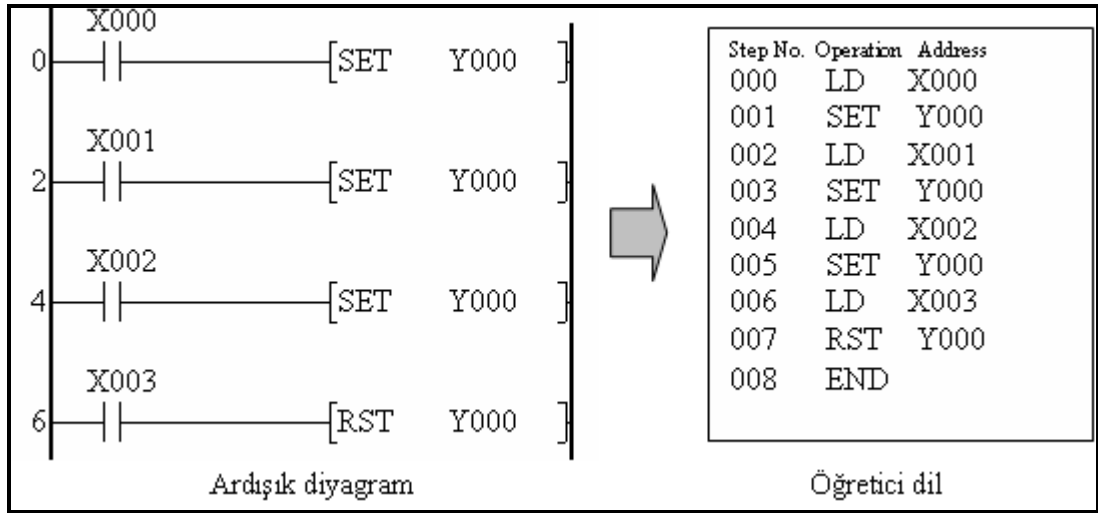 X000
0 [SET Y000 ]
X001
2 [SET Y000 ]
X002
4 [SET Y000 ]
X003
6 [RST Y000 ]
Ardışık diyagram
Step No. Operation Address
000 LD X000
001 SET Y000
002 LD X001
003 SET Y000
004 LD X002
005 SET Y000
006 LD X003
007 RST Y000
008 END
Öğretici dil